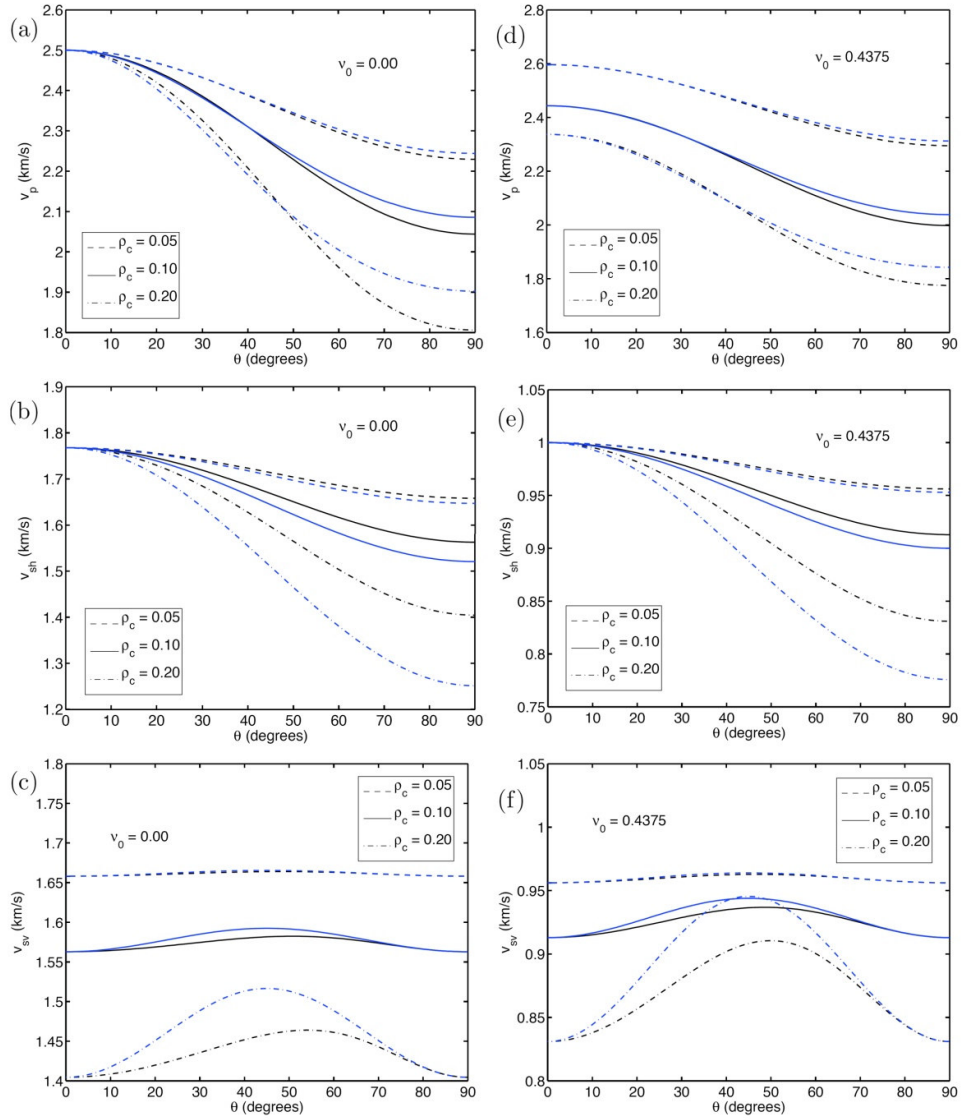 (a)
2.6
2.5
2.4
2.3
2.2
2.1
2
1.9
1.8
v_p (km/s)
ν_0 = 0.00
ρ_c = 0.05
ρ_c = 0.10
ρ_c = 0.20
0 10 20 30 40 50 60 70 80 90
θ (degrees)
(d)
2.8
2.6
2.4
2.2
2
1.8
1.6
v_p (km/s)
ν_0 = 0.4375
ρ_c = 0.05
ρ_c = 0.10
ρ_c = 0.20
0 10 20 30 40 50 60 70 80 90
θ (degrees)
(b)
1.9
1.8
1.7
1.6
1.5
1.4
1.3
1.2
v_sh (km/s)
ν_0 = 0.00
ρ_c = 0.05
ρ_c = 0.10
ρ_c = 0.20
0 10 20 30 40 50 60 70 80 90
θ (degrees)
(e)
1.05
1
0.95
0.9
0.85
0.8
0.75
v_sh (km/s)
ν_0 = 0.4375
ρ_c = 0.05
ρ_c = 0.10
ρ_c = 0.20
0 10 20 30 40 50 60 70 80 90
θ (degrees)
(c)
1.8
1.75
1.7
1.65
1.6
1.55
1.5
1.45
1.4
v_sv (km/s)
ν_0 = 0.00
ρ_c = 0.05
ρ_c = 0.10
ρ_c = 0.20
0 10 20 30 40 50 60 70 80 90
θ (degrees)
(f)
1.05
1
0.95
0.9
0.85
0.8
v_sv (km/s)
ν_0 = 0.4375
ρ_c = 0.05
ρ_c = 0.10
ρ_c = 0.20
0 10 20 30 40 50 60 70 80 90
θ (degrees)